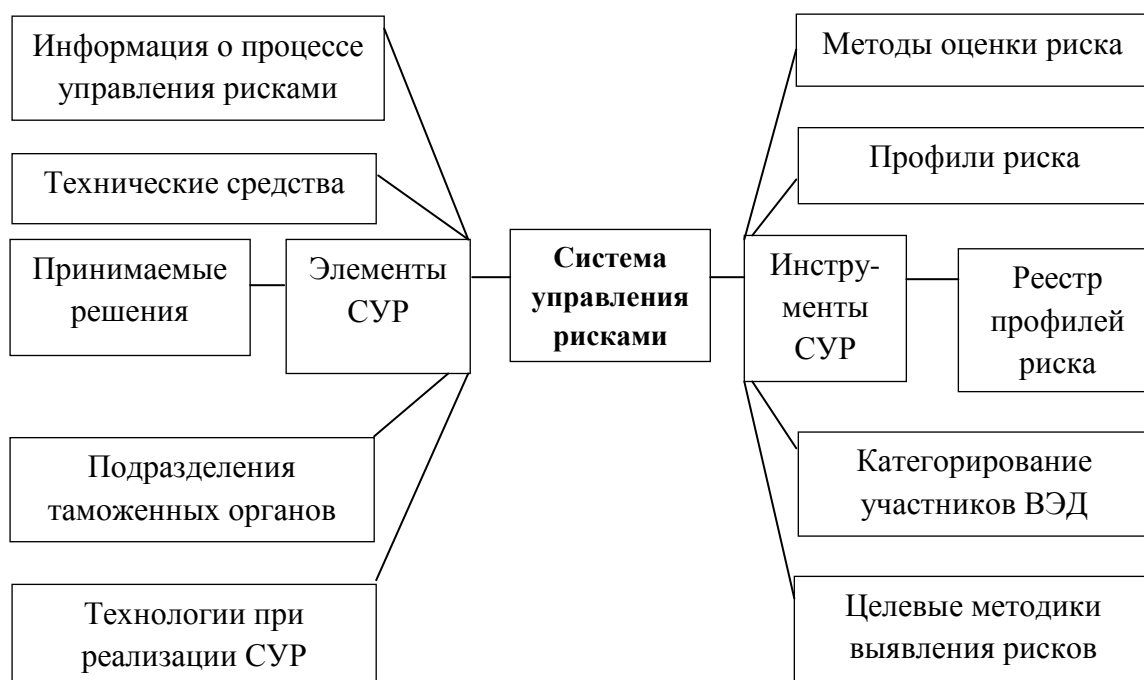 Информация о процессе
управления рисками
Технические средства
Принимаемые
решения
Элементы
СУР
Подразделения
таможенных органов
Технологии при
реализации СУР
Система
управления
рисками
Методы оценки риска
Профили риска
Инстру-
менты
СУР
Реестр
профилей
риска
Категорирование
участников ВЭД
Целевые методики
выявления рисков